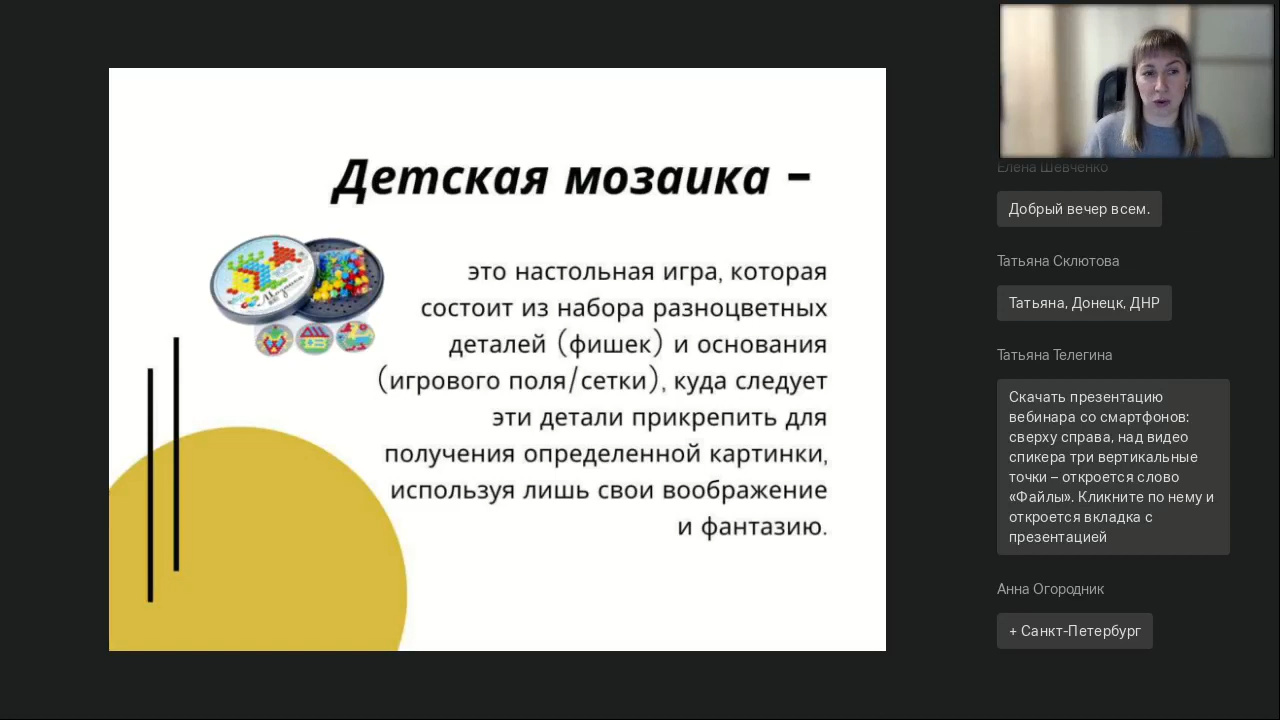 Детская мозаика –
это настольная игра, которая
состоит из набора разноцветных
деталей (фишек) и основания
(игрового поля/сетки), куда следует
эти детали прикрепить для
получения определенной картинки,
используя лишь свои воображение
и фантазию.
Мозаика
Елена Шевченко
Добрый вечер всем.
Татьяна Склютова
Татьяна, Донецк, ДНР
Татьяна Телегина
Скачать презентацию
вебинара со смартфонов:
сверху справа, над видео
спикера три вертикальные
точки – откроется слово
«Файлы». Кликните по нему и
откроется вкладка с
презентацией
Анна Огородник
+ Санкт-Петербург